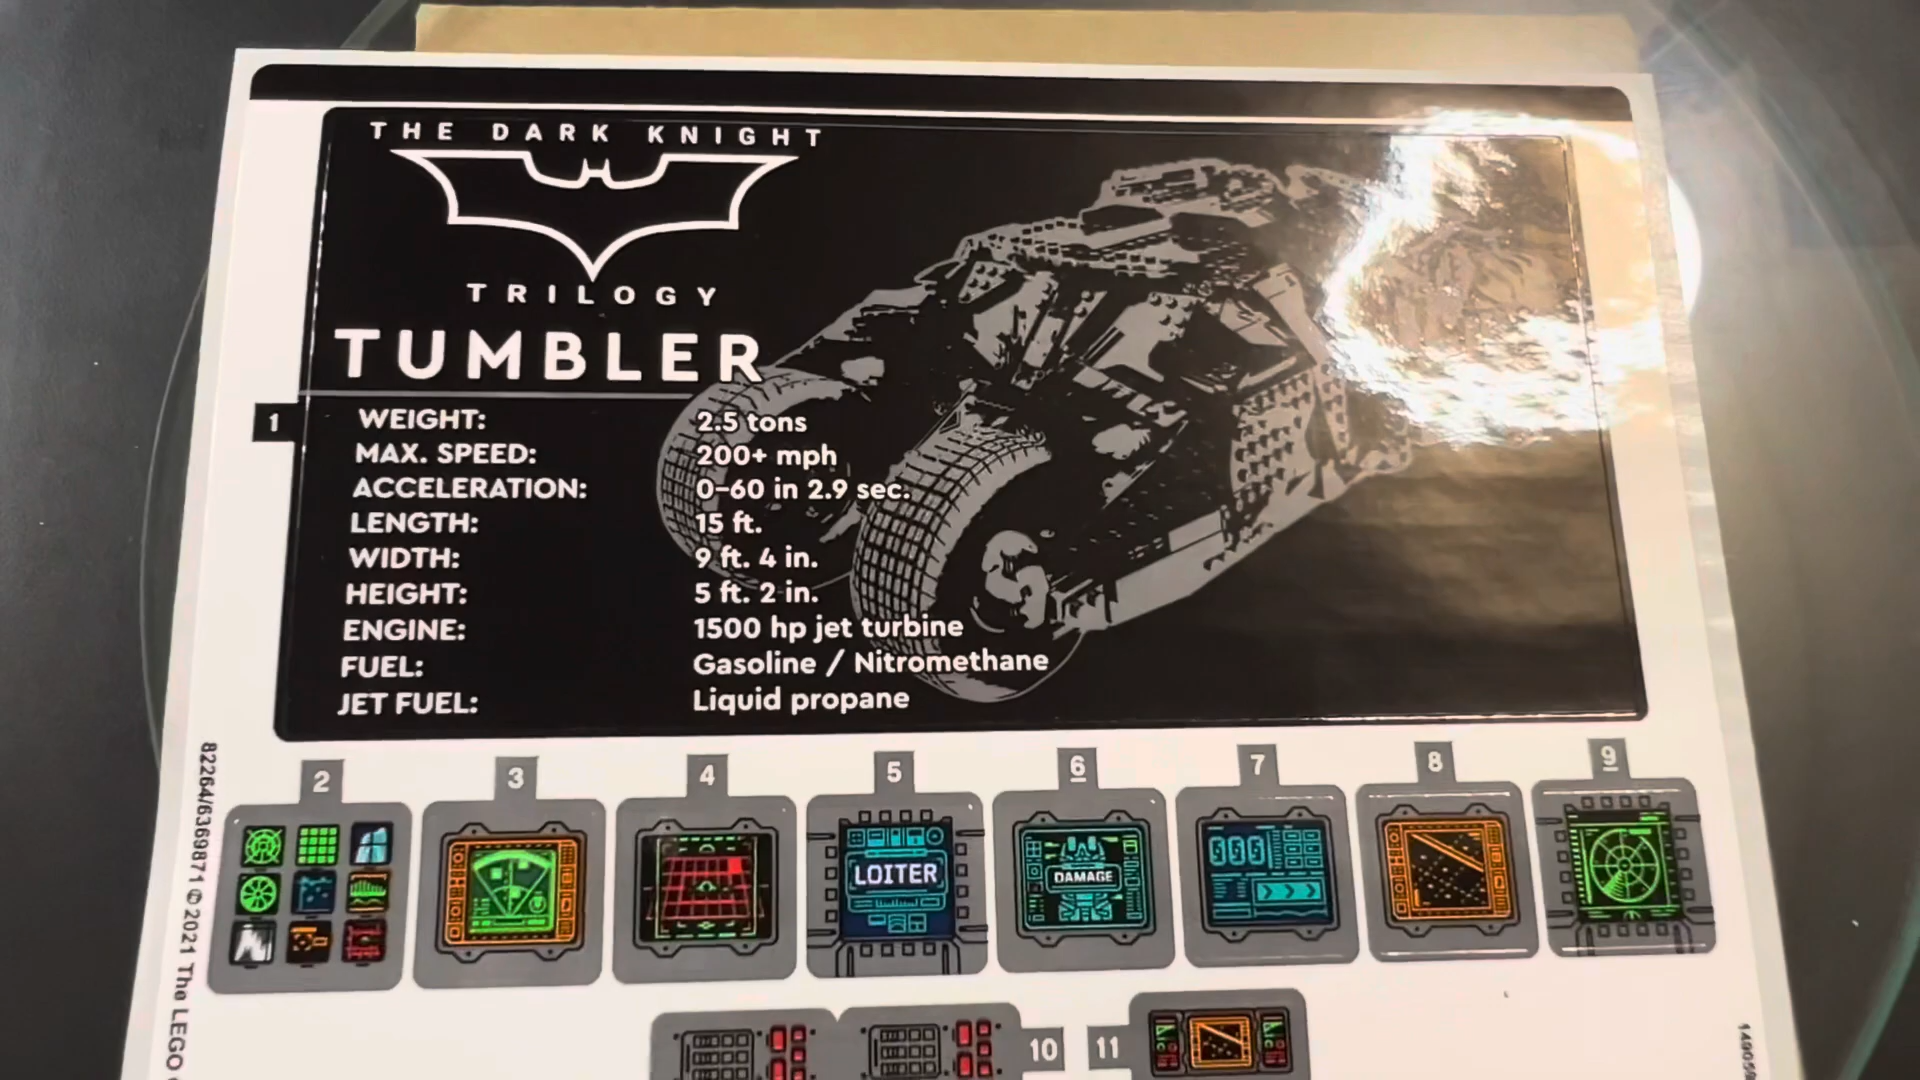 THE DARK KNIGHT
TRILOGY
TUMBLER
1
WEIGHT: 2.5 tons
MAX. SPEED: 200+ mph
ACCELERATION: 0–60 in 2.9 sec.
LENGTH: 15 ft.
WIDTH: 9 ft. 4 in.
HEIGHT: 5 ft. 2 in.
ENGINE: 1500 hp jet turbine
FUEL: Gasoline / Nitromethane
JET FUEL: Liquid propane
2 3 4 5 6 7 8 9
LOITER
DAMAGE
000
10 11
82264/6369871 © 2021 The LEGO